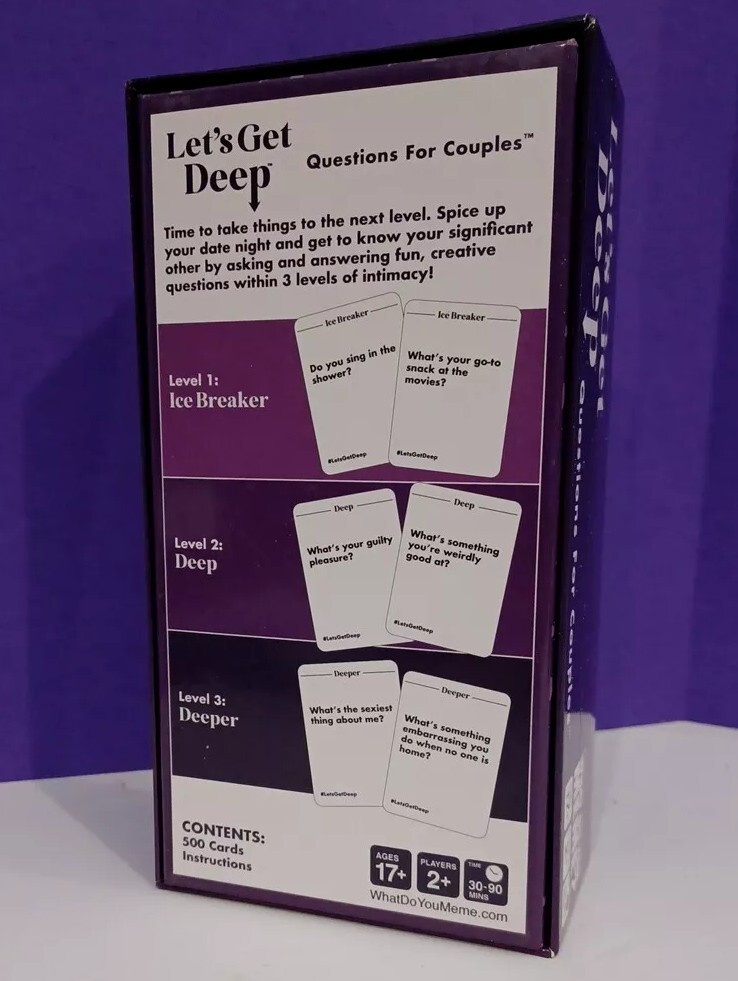 Let's Get
Deep™
Questions For Couples™
Time to take things to the next level. Spice up
your date night and get to know your significant
other by asking and answering fun, creative
questions within 3 levels of intimacy!
Level 1:
Ice Breaker
Ice Breaker
Do you sing in the
shower?
#LetsGetDeep
Ice Breaker
What's your go-to
snack at the
movies?
#LetsGetDeep
Level 2:
Deep
Deep
What's your guilty
pleasure?
#LetsGetDeep
Deep
What's something
you're weirdly
good at?
#LetsGetDeep
Level 3:
Deeper
Deeper
What's the sexiest
thing about me?
#LetsGetDeep
Deeper
What's something
embarrassing you
do when no one is
home?
#LetsGetDeep
CONTENTS:
500 Cards
Instructions
AGES
17+
PLAYERS
2+
TIME
30-90
MINS
WhatDoYouMeme.com
Let's Get
Deep
Questions For Couples